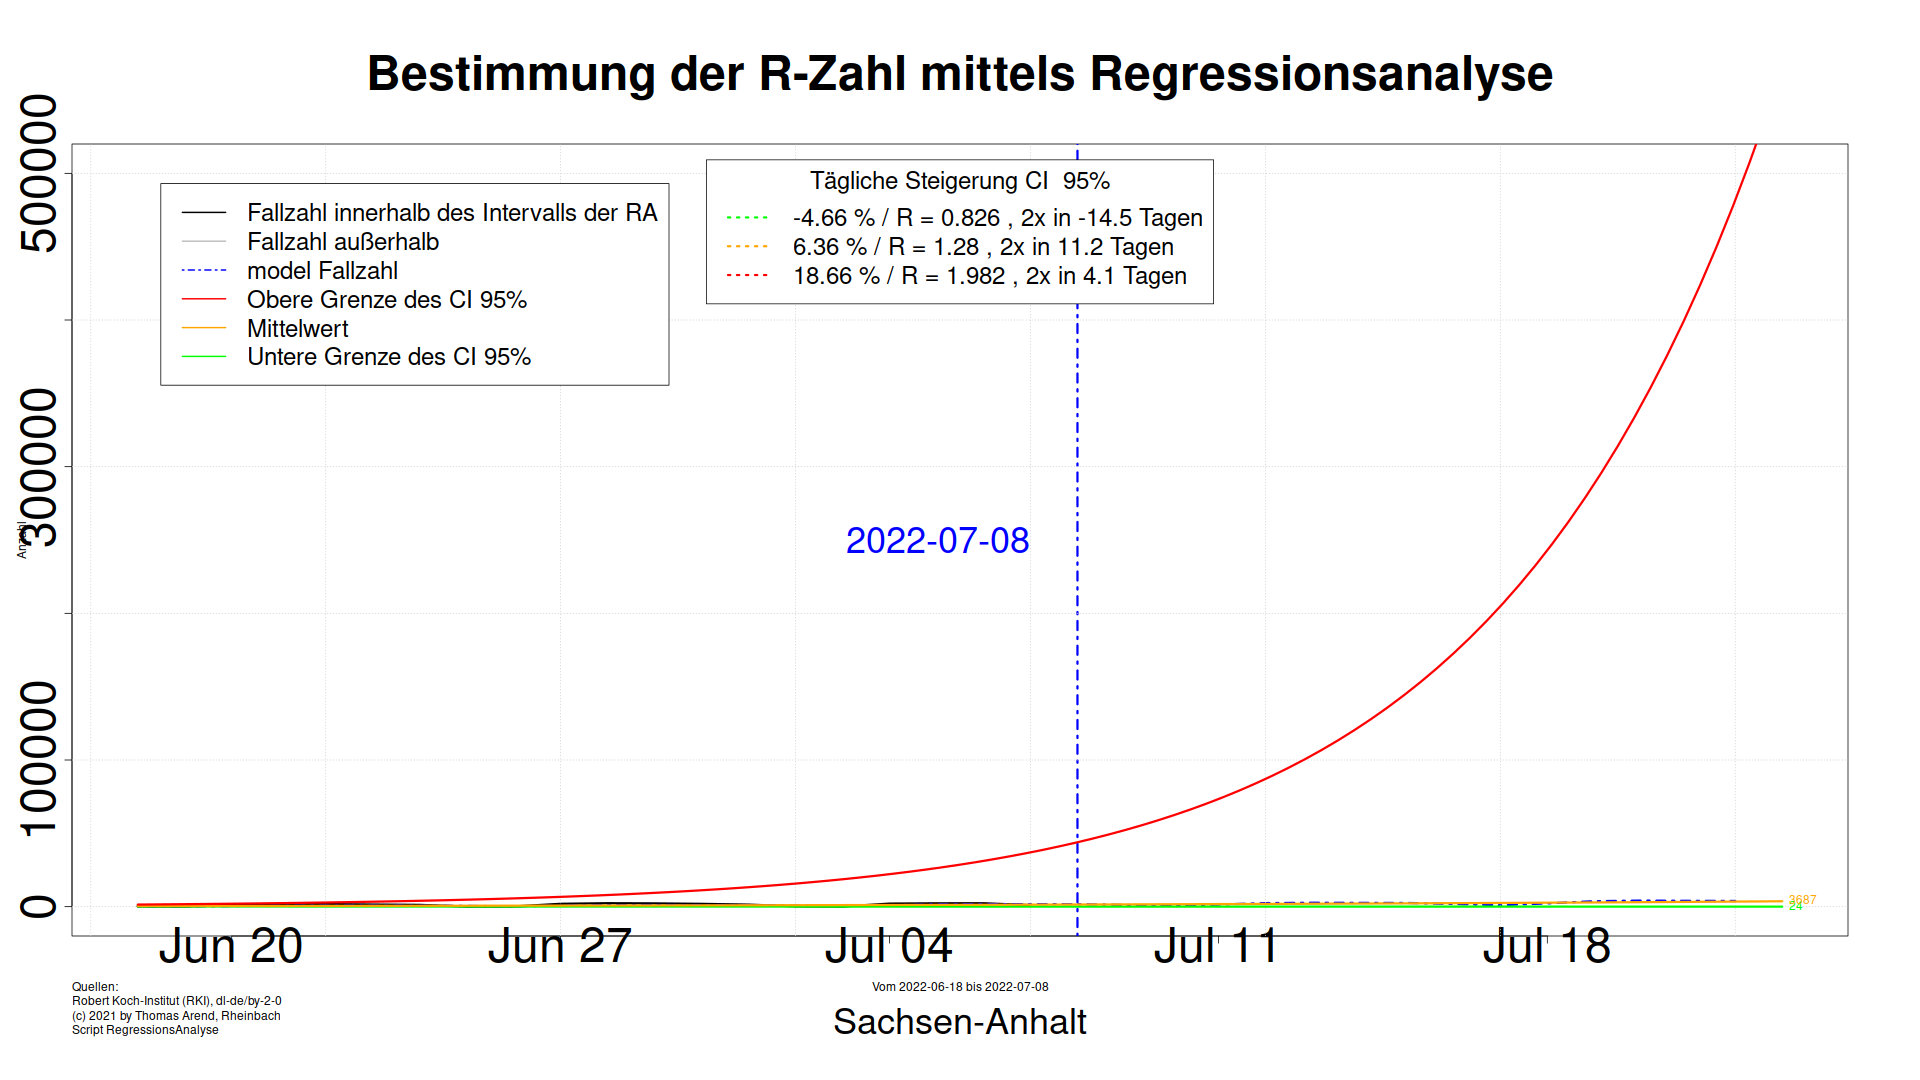 Bestimmung der R-Zahl mittels Regressionsanalyse
Tägliche Steigerung CI  95%
-4.66 % / R = 0.826 , 2x in -14.5 Tagen
6.36 % / R = 1.28 , 2x in 11.2 Tagen
18.66 % / R = 1.982 , 2x in 4.1 Tagen
Fallzahl innerhalb des Intervalls der RA
Fallzahl außerhalb
model Fallzahl
Obere Grenze des CI 95%
Mittelwert
Untere Grenze des CI 95%
500000
300000
100000
0
Anzahl
2022-07-08
3687
24
Jun 20
Jun 27
Jul 04
Jul 11
Jul 18
Quellen:
Robert Koch-Institut (RKI), dl-de/by-2-0
(c) 2021 by Thomas Arend, Rheinbach
Script RegressionsAnalyse
Vom 2022-06-18 bis 2022-07-08
Sachsen-Anhalt